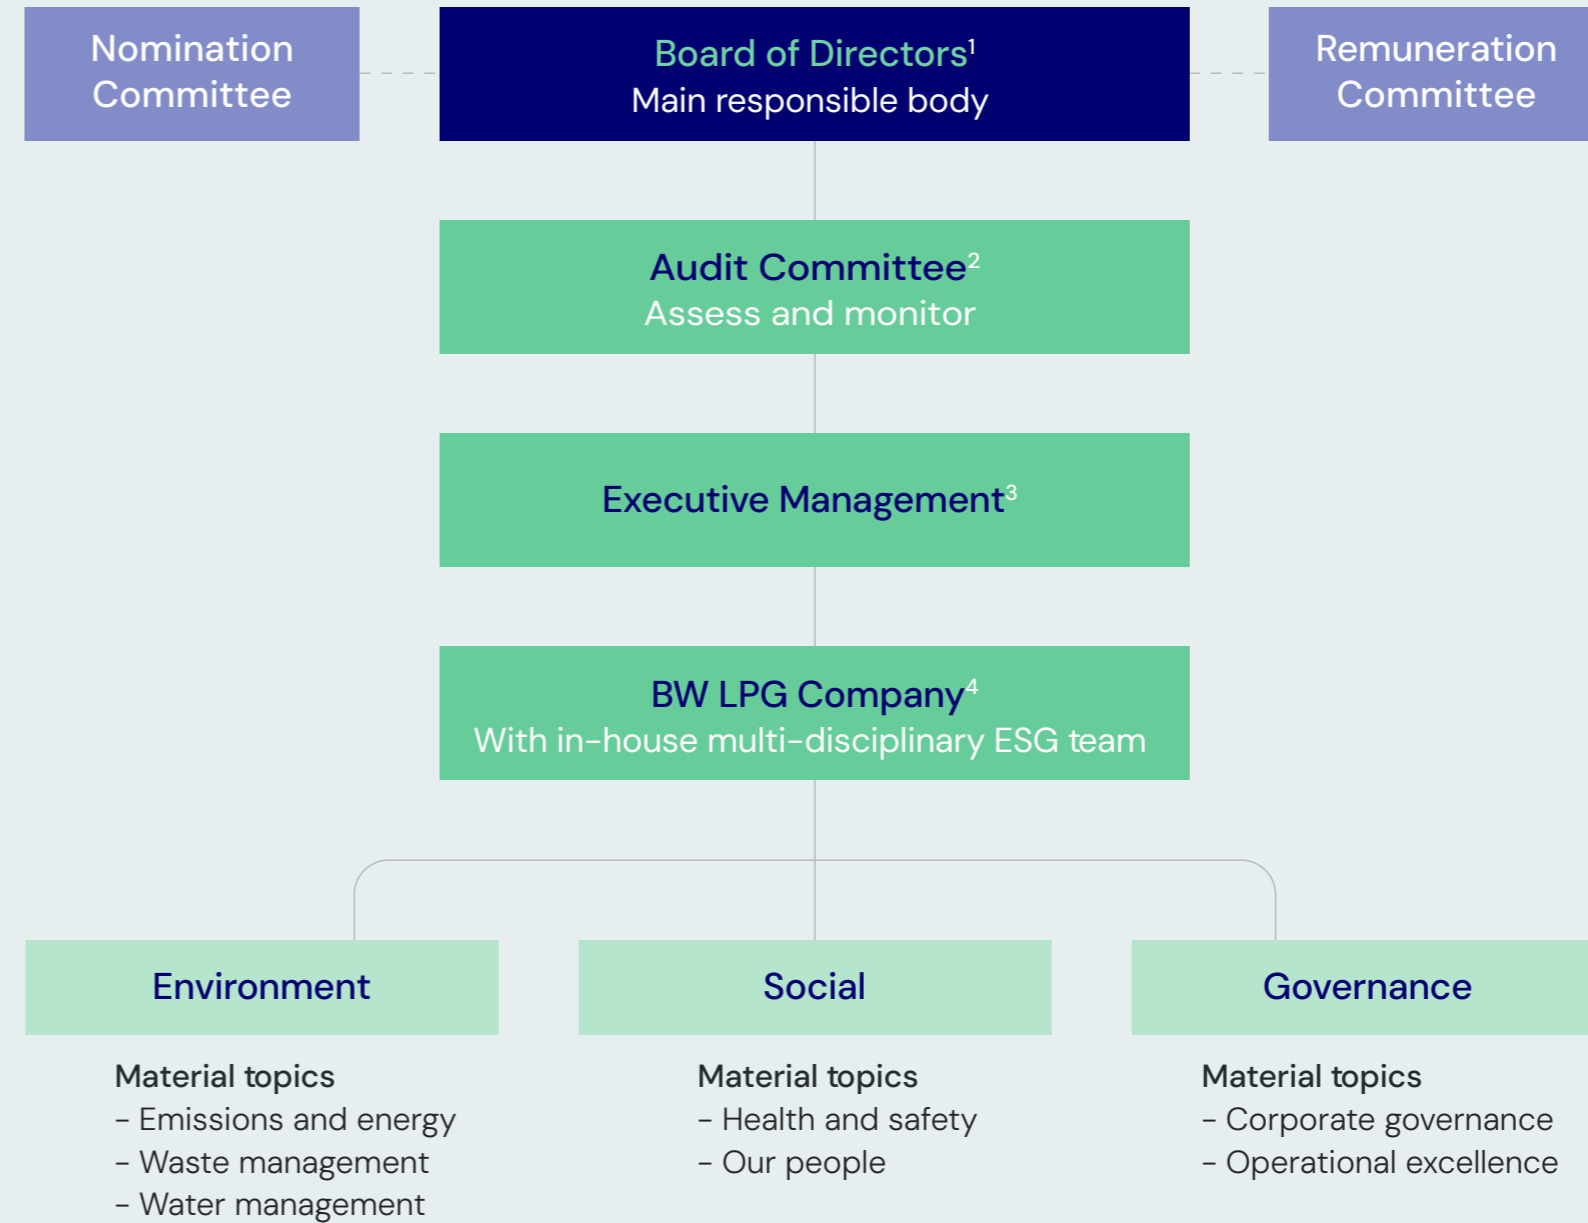 Nomination
Committee
Board of Directors¹
Main responsible body
Remuneration
Committee
Audit Committee²
Assess and monitor
Executive Management³
BW LPG Company⁴
With in-house multi-disciplinary ESG team
Environment
Social
Governance
Material topics
- Emissions and energy
- Waste management
- Water management
Material topics
- Health and safety
- Our people
Material topics
- Corporate governance
- Operational excellence